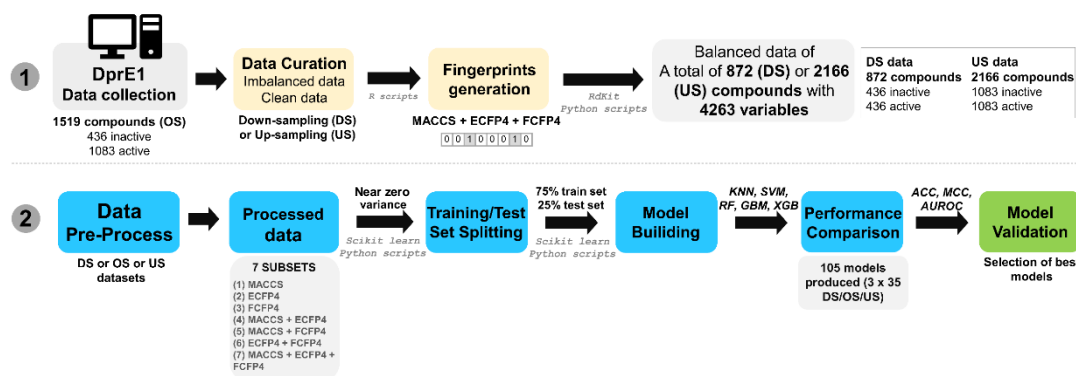 1
DprE1
Data collection
1519 compounds (OS)
436 inactive
1083 active
Data Curation
Imbalanced data
Clean data
Down-sampling (DS)
or Up-sampling (US)
R scripts
Fingerprints
generation
MACCS + ECFP4 + FCFP4
0 0 1 0 0 0 1 0
RdKit
Python scripts
Balanced data of
A total of 872 (DS) or 2166
(US) compounds with
4263 variables
DS data
872 compounds
436 inactive
436 active
US data
2166 compounds
1083 inactive
1083 active
2
Data
Pre-Process
DS or OS or US
datasets
Processed
data
7 SUBSETS
(1) MACCS
(2) ECFP4
(3) FCFP4
(4) MACCS + ECFP4
(5) MACCS + FCFP4
(6) ECFP4 + FCFP4
(7) MACCS + ECFP4 +
FCFP4
Near zero
variance
Scikit learn
Python scripts
Training/Test
Set Splitting
75% train set
25% test set
Scikit learn
Python scripts
Model
Builiding
KNN, SVM,
RF, GBM, XGB
Performance
Comparison
105 models
produced (3 x 35
DS/OS/US)
ACC, MCC,
AUROC
Model
Validation
Selection of bes
models